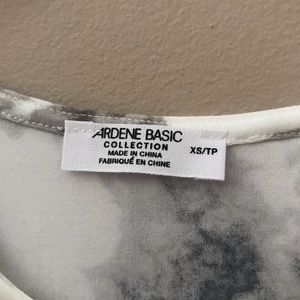 ARDENE BASIC
COLLECTION
MADE IN CHINA
FABRIQUÉ EN CHINE
XS/TP